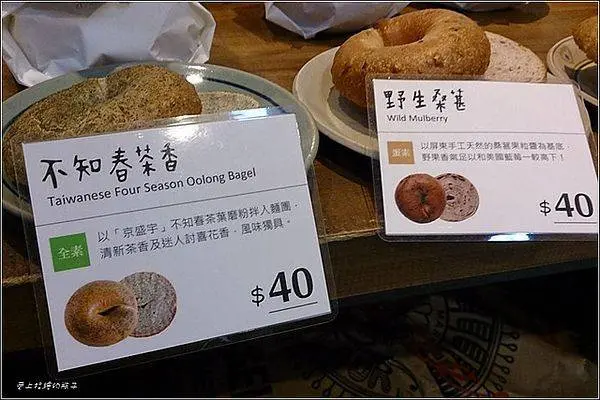 不知春茶香
Taiwanese Four Season Oolong Bagel
全素
以「京盛宇」不知春茶葉磨粉拌入麵團,
清新茶香及迷人討喜花香,風味獨具。
$40
野生桑葚
Wild Mulberry
蛋素
以屏東手工天然的桑葚果粒醬為基底,
野果香氣足以和美國藍莓一較高下!
$40